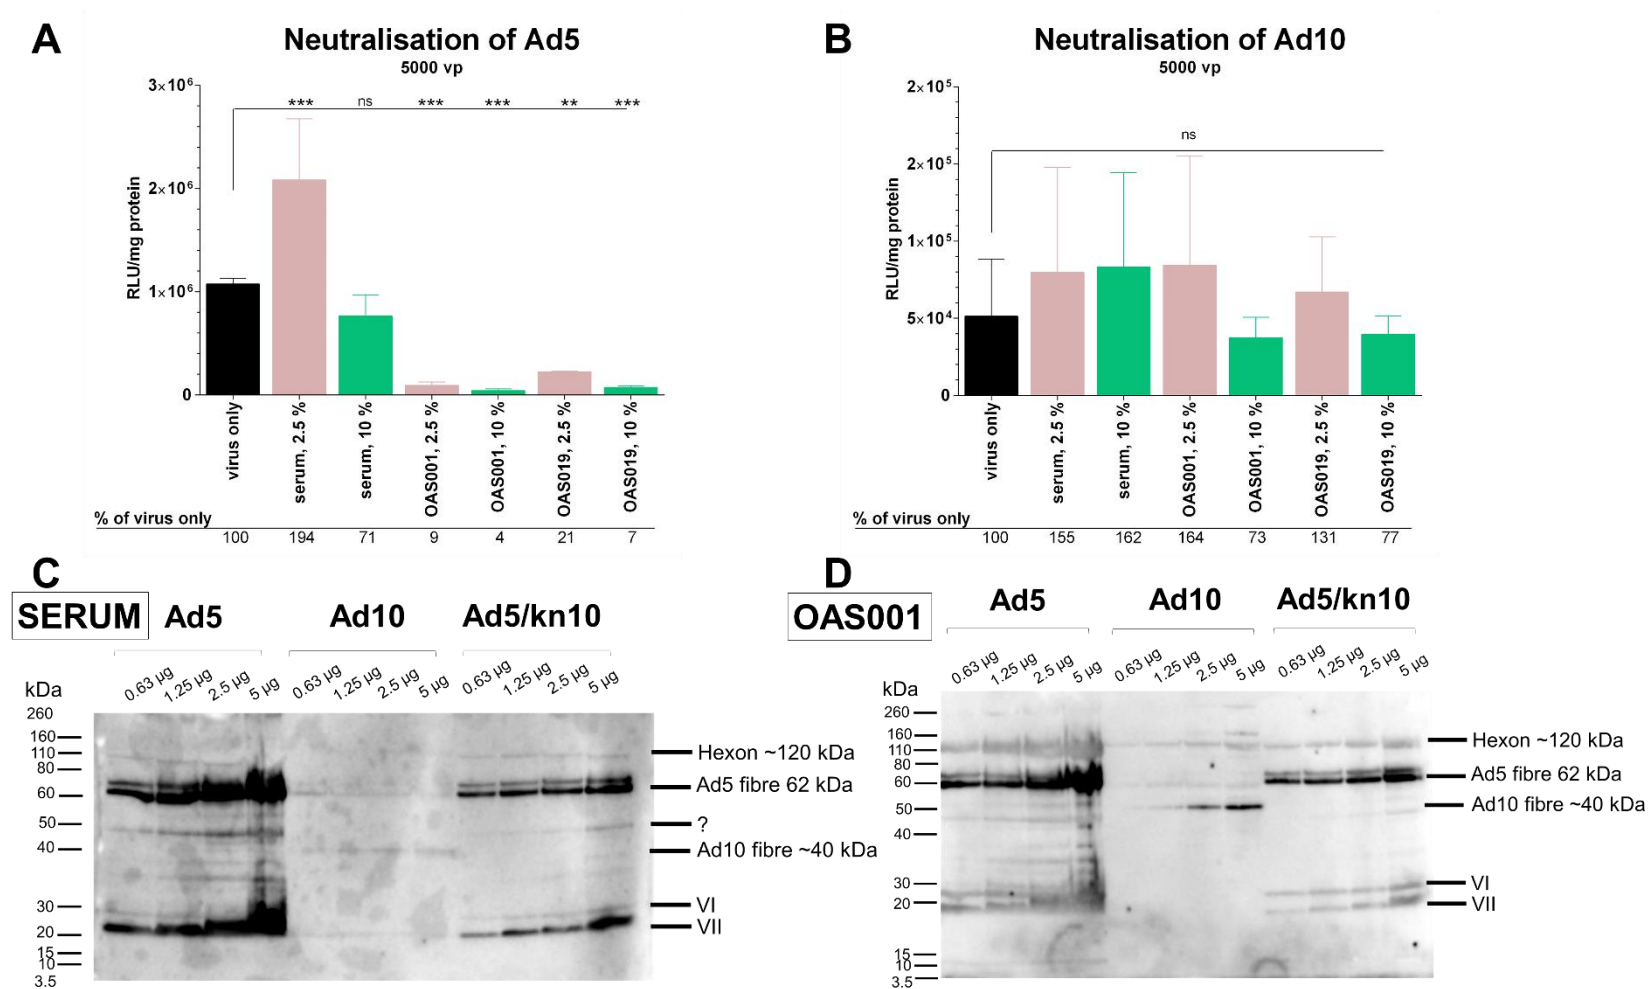 A
Neutralisation of Ad5
5000 vp
RLU/mg protein
3×10⁶
2×10⁶
1×10⁶
0
*** ns *** *** ** ***
virus only
serum, 2.5 %
serum, 10 %
OAS001, 2.5 %
OAS001, 10 %
OAS019, 2.5 %
OAS019, 10 %
% of virus only
100 194 71 9 4 21 7
B
Neutralisation of Ad10
5000 vp
RLU/mg protein
2×10⁵
2×10⁵
1×10⁵
5×10⁴
0
ns
virus only
serum, 2.5 %
serum, 10 %
OAS001, 2.5 %
OAS001, 10 %
OAS019, 2.5 %
OAS019, 10 %
% of virus only
100 155 162 164 73 131 77
C
SERUM Ad5 Ad10 Ad5/kn10
0.63 µg 1.25 µg 2.5 µg 5 µg 0.63 µg 1.25 µg 2.5 µg 5 µg 0.63 µg 1.25 µg 2.5 µg 5 µg
kDa
260
160
110
80
60
50
40
30
20
15
10
3.5
Hexon ~120 kDa
Ad5 fibre 62 kDa
?
Ad10 fibre ~40 kDa
VI
VII
D
OAS001 Ad5 Ad10 Ad5/kn10
0.63 µg 1.25 µg 2.5 µg 5 µg 0.63 µg 1.25 µg 2.5 µg 5 µg 0.63 µg 1.25 µg 2.5 µg 5 µg
kDa
260
160
110
80
60
50
40
30
20
15
10
3.5
Hexon ~120 kDa
Ad5 fibre 62 kDa
Ad10 fibre ~40 kDa
VI
VII